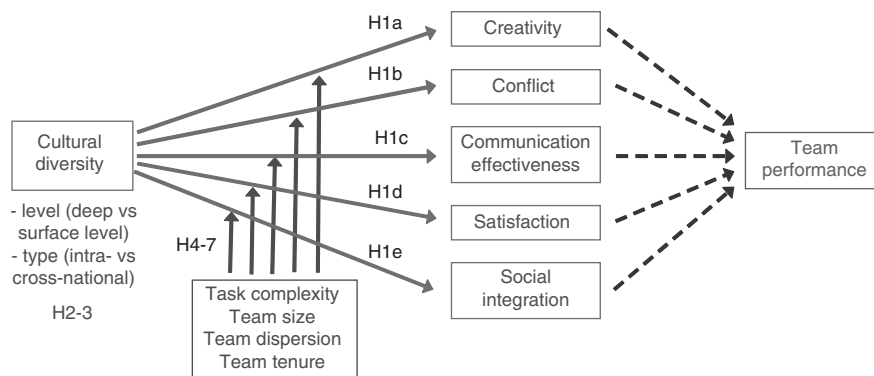 H1a
Creativity
H1b
Conflict
Cultural
diversity
H1c
Communication
effectiveness
Team
performance
H1d
Satisfaction
- level (deep vs
surface level)
- type (intra- vs
cross-national)
H2-3
H4-7
H1e
Social
integration
Task complexity
Team size
Team dispersion
Team tenure